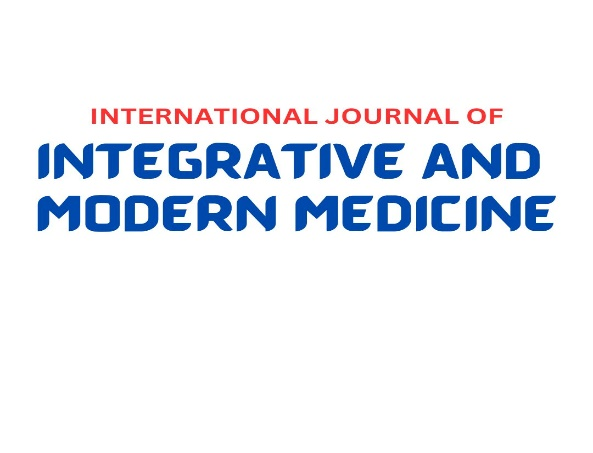 INTERNATIONAL JOURNAL OF
INTEGRATIVE AND
MODERN MEDICINE